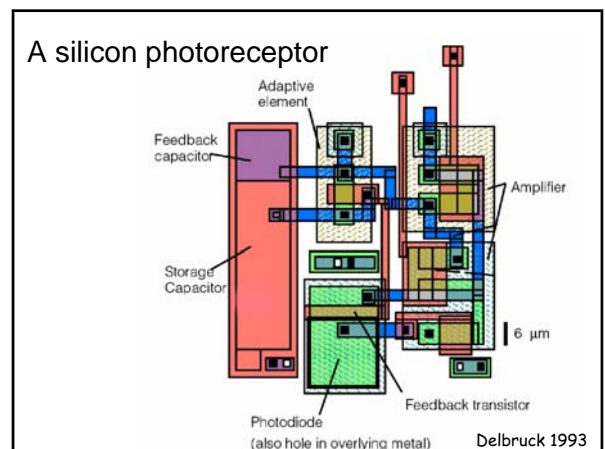 A silicon photoreceptor
Adaptive
element
Feedback
capacitor
Amplifier
Storage
Capacitor
6 μm
Feedback transistor
Photodiode
(also hole in overlying metal)
Delbruck 1993